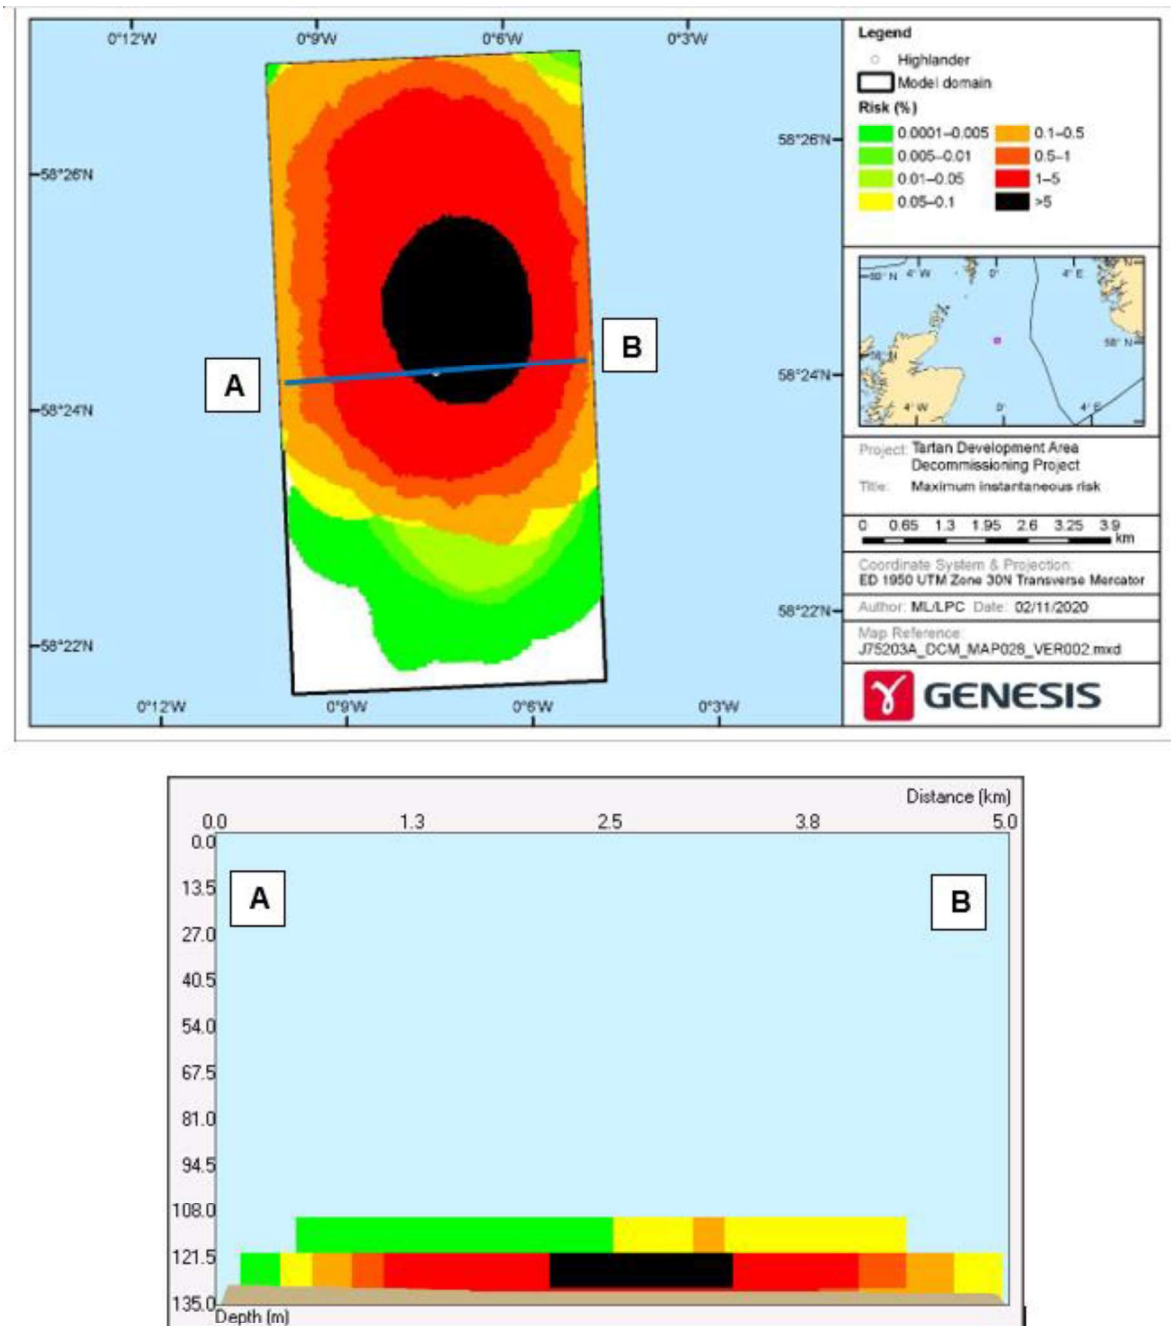 0°12'W 0°9'W 0°6'W 0°3'W
58°26'N
58°24'N
58°22'N
58°26'N
58°24'N
58°22'N
A
B
0°12'W 0°9'W 0°6'W 0°3'W
Legend
Highlander
Model domain
Risk (%)
0.0001–0.005 0.1–0.5
0.005–0.01 0.5–1
0.01–0.05 1–5
0.05–0.1 >5
4° W 0° 4° E
58° N
4° W 0° 4° E
Project: Tartan Development Area
Decommissioning Project
Title: Maximum instantaneous risk
0 0.65 1.3 1.95 2.6 3.25 3.9
km
Coordinate System & Projection:
ED 1950 UTM Zone 30N Transverse Mercator
Author: ML/LPC Date: 02/11/2020
Map Reference:
J75203A_DCM_MAP028_VER002.mxd
GENESIS
Distance (km)
0.0 1.3 2.5 3.8 5.0
0.0
13.5
27.0
40.5
54.0
67.5
81.0
94.5
108.0
121.5
135.0
A
B
Depth (m)